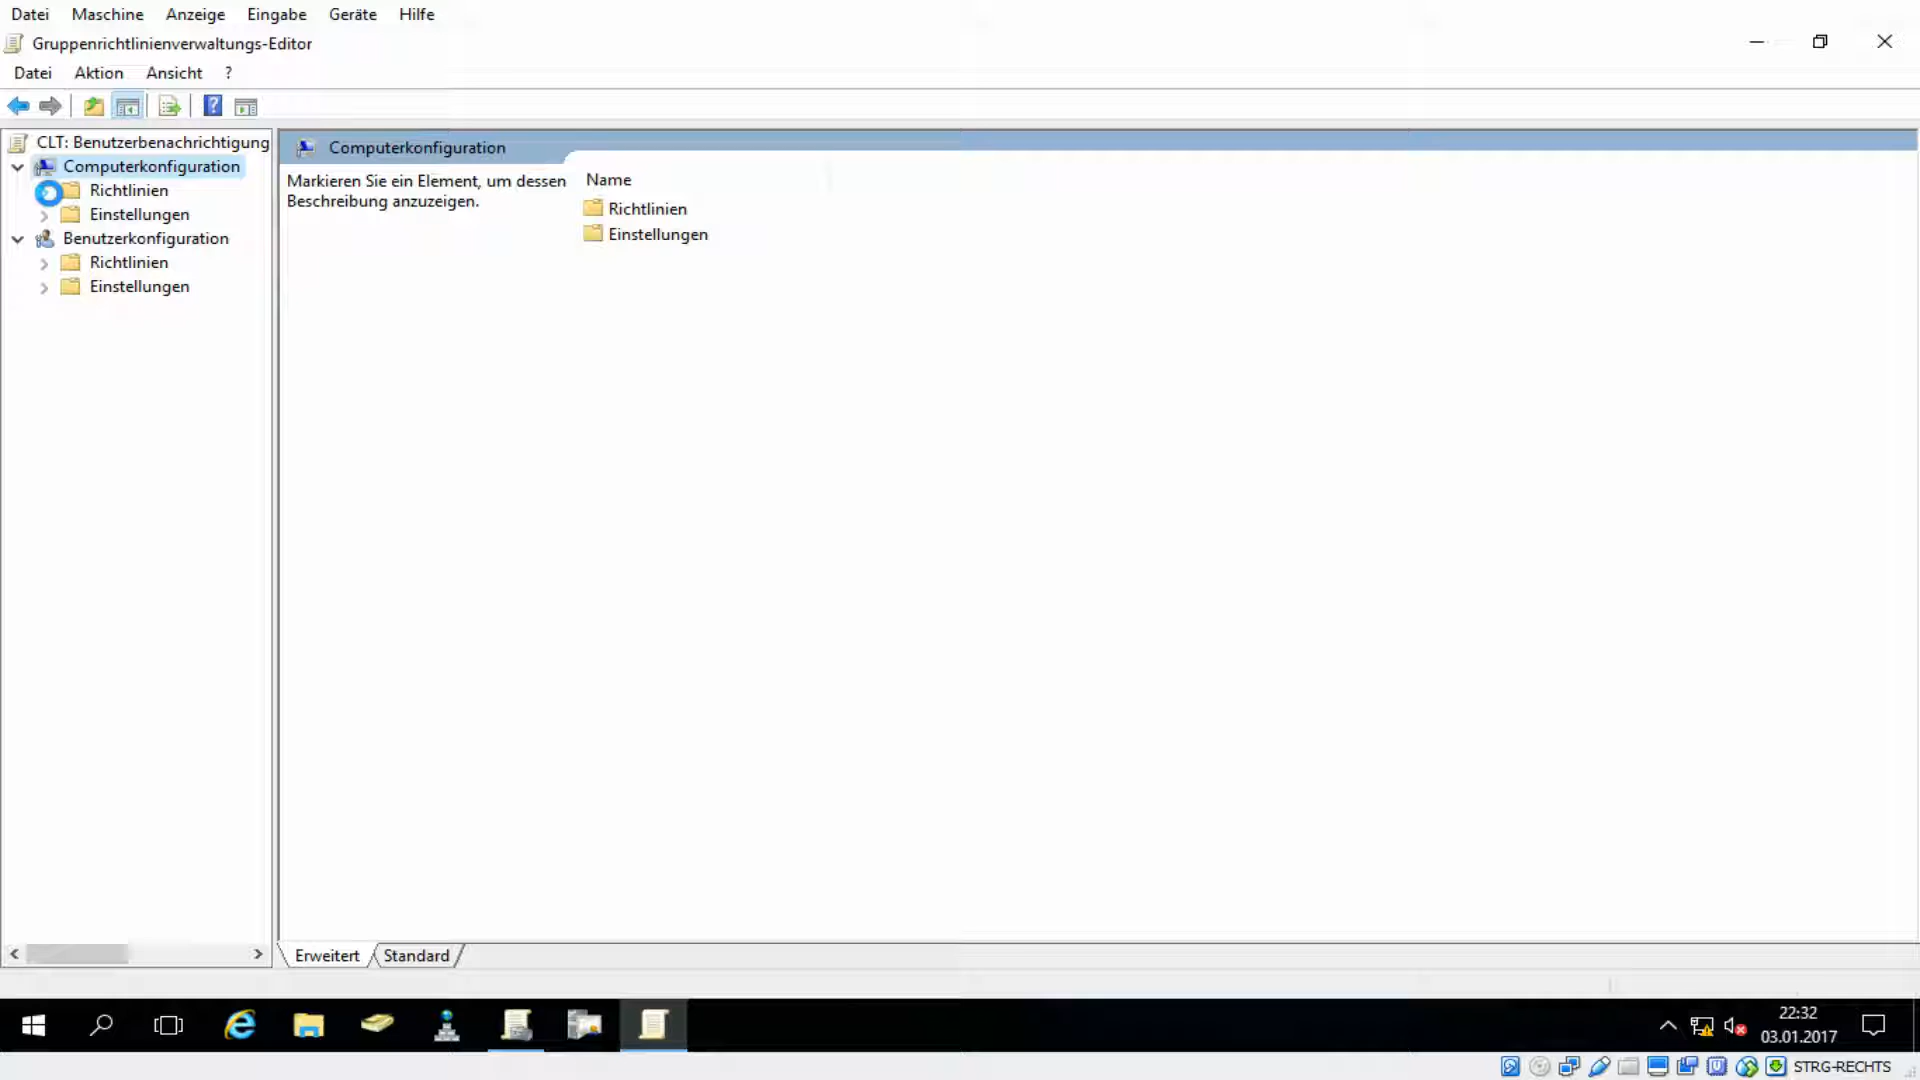 Datei Maschine Anzeige Eingabe Geräte Hilfe
Gruppenrichtlinienverwaltungs-Editor
Datei Aktion Ansicht ?
CLT: Benutzerbenachrichtigung
Computerkonfiguration
Richtlinien
Einstellungen
Benutzerkonfiguration
Richtlinien
Einstellungen
Computerkonfiguration
Markieren Sie ein Element, um dessen
Beschreibung anzuzeigen.
Name
Richtlinien
Einstellungen
Erweitert Standard
22:32
03.01.2017
STRG-RECHTS